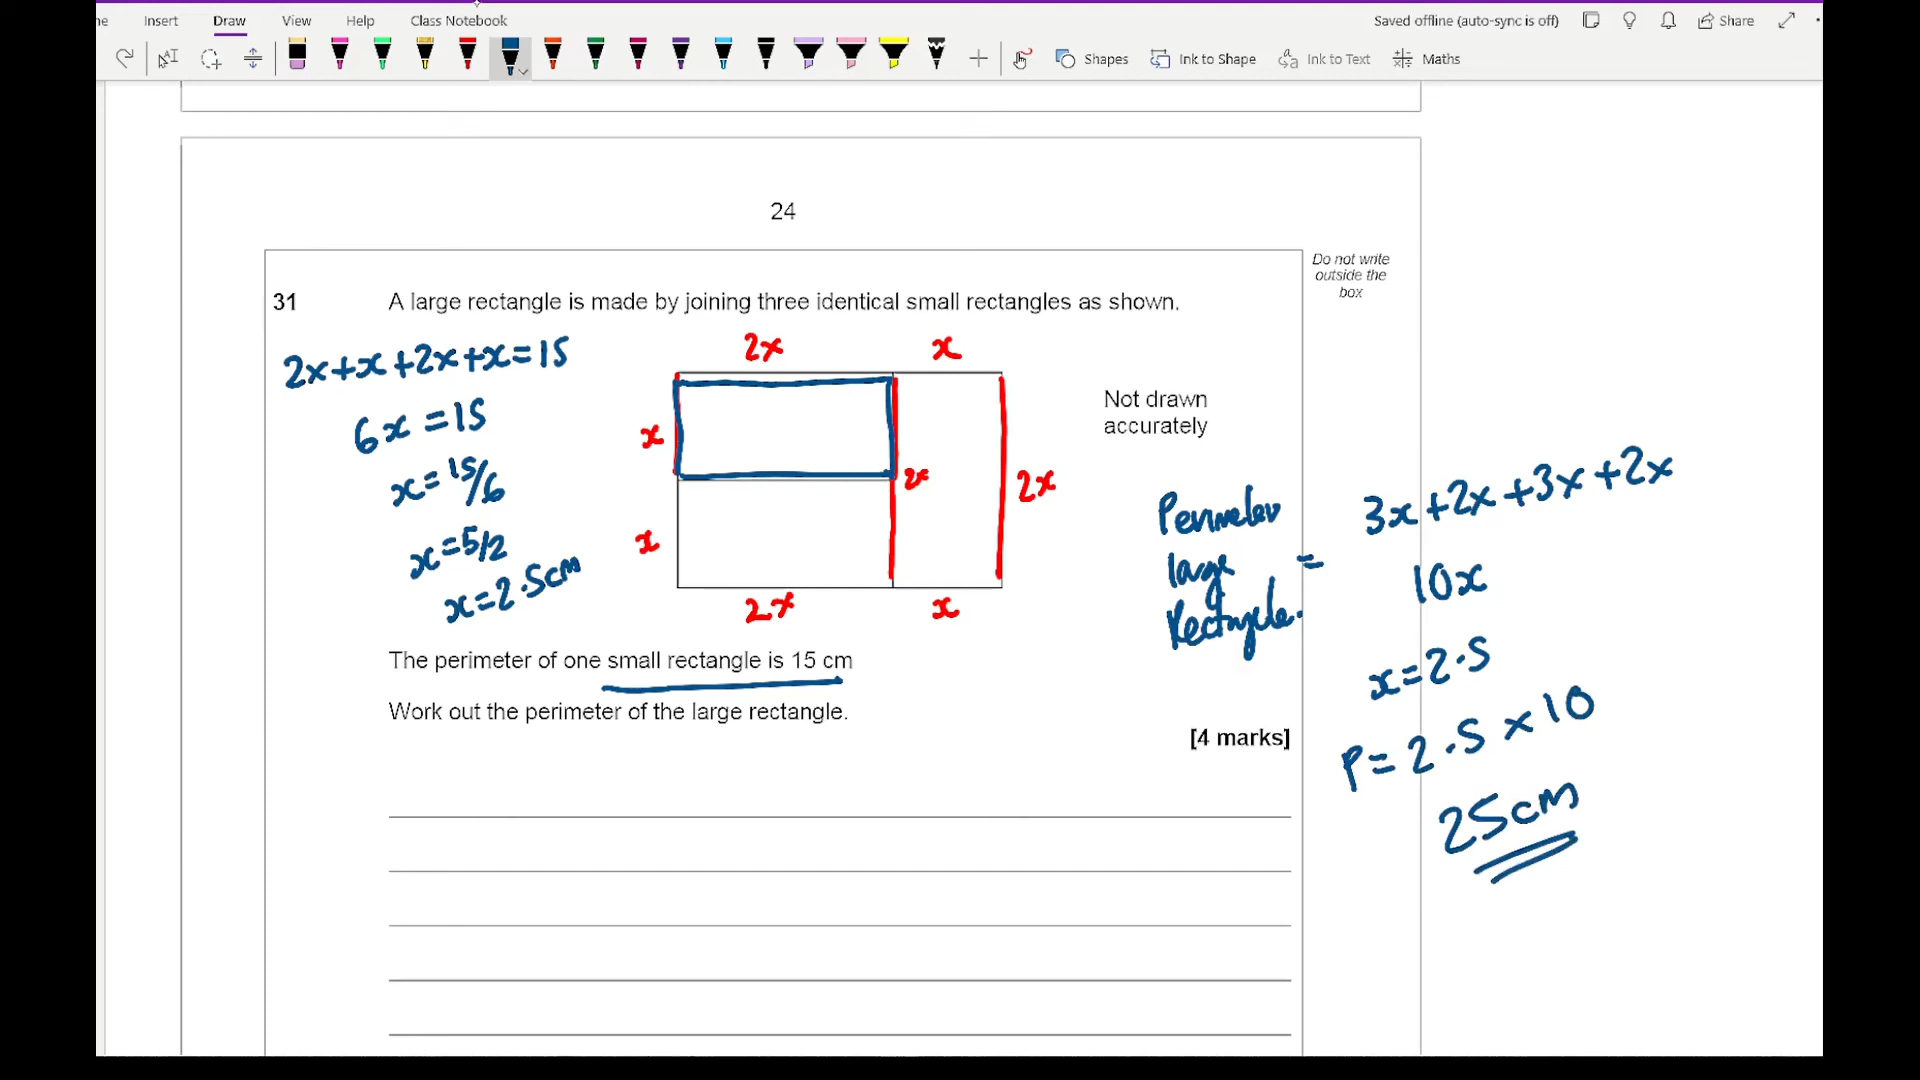 Insert Draw View Help Class Notebook Saved offline (auto-sync is off) Share
Shapes Ink to Shape Ink to Text Maths
24
Do not write
outside the
box
31 A large rectangle is made by joining three identical small rectangles as shown.
2x x
2x+x+2x+x=15
6x=15
x=15/6
x=5/2
x=2.5cm
x
x
2x
2x
2x x
Not drawn
accurately
Perimeter
large
Rectangle.
= 3x+2x+3x+2x
10x
x=2.5
P=2.5×10
25cm
The perimeter of one small rectangle is 15 cm
Work out the perimeter of the large rectangle.
[4 marks]